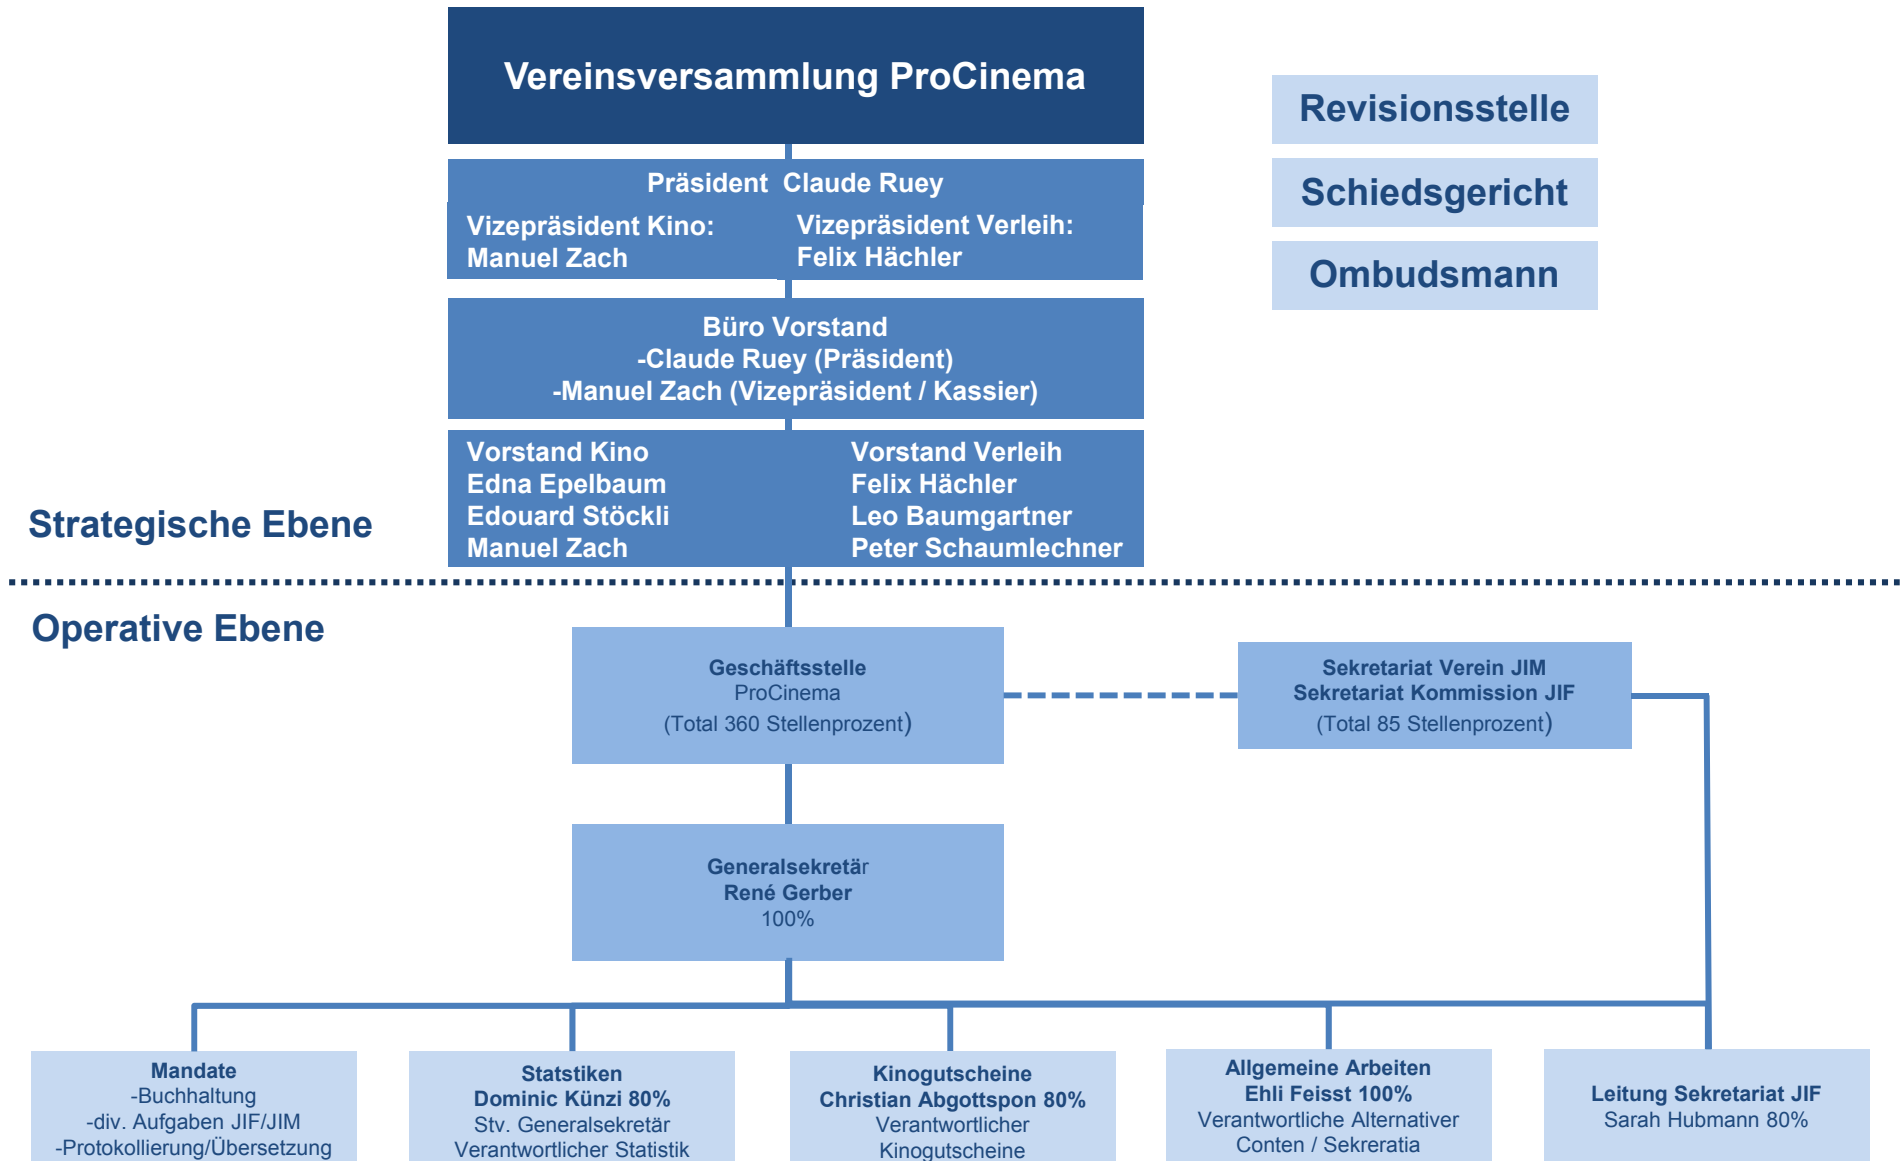 Vereinsversammlung ProCinema
Revisionsstelle
Schiedsgericht
Ombudsmann
Präsident Claude Ruey
Vizepräsident Kino:
Manuel Zach
Vizepräsident Verleih:
Felix Hächler
Büro Vorstand
-Claude Ruey (Präsident)
-Manuel Zach (Vizepräsident / Kassier)
Vorstand Kino
Edna Epelbaum
Edouard Stöckli
Manuel Zach
Vorstand Verleih
Felix Hächler
Leo Baumgartner
Peter Schaumlechner
Strategische Ebene
Operative Ebene
Geschäftsstelle
ProCinema
(Total 360 Stellenprozent)
Sekretariat Verein JIM
Sekretariat Kommission JIF
(Total 85 Stellenprozent)
Generalsekretär
René Gerber
100%
Mandate
-Buchhaltung
-div. Aufgaben JIF/JIM
-Protokollierung/Übersetzung
Statstiken
Dominic Künzi 80%
Stv. Generalsekretär
Verantwortlicher Statistik
Kinogutscheine
Christian Abgottspon 80%
Verantwortlicher
Kinogutscheine
Allgemeine Arbeiten
Ehli Feisst 100%
Verantwortliche Alternativer
Conten / Sekreratia
Leitung Sekretariat JIF
Sarah Hubmann 80%